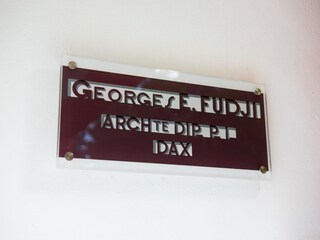 GEORGES E. FUDJI
ARCHTE DIP. P. I
DAX